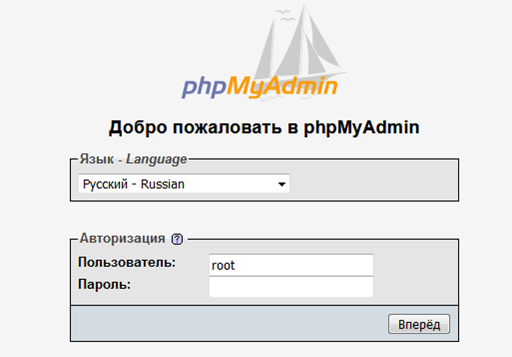 phpMyAdmin
Добро пожаловать в phpMyAdmin
Язык - Language
Русский - Russian
Авторизация ?
Пользователь: root
Пароль:
Вперёд